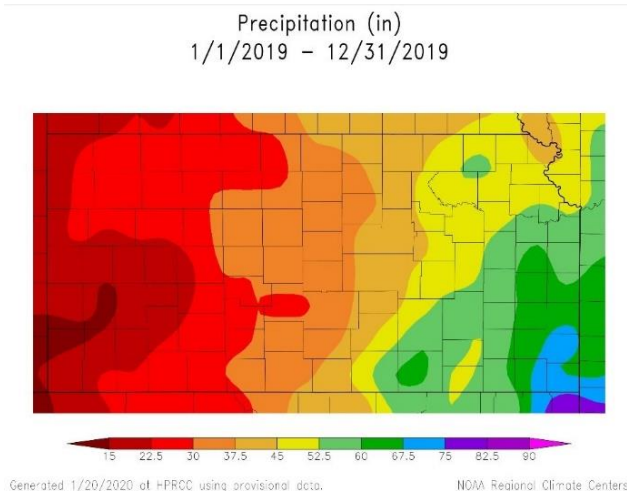 Precipitation (in)
1/1/2019 – 12/31/2019
15 22.5 30 37.5 45 52.5 60 67.5 75 82.5 90
Generated 1/20/2020 at HPRCC using provisional data.
NOAA Regional Climate Centers